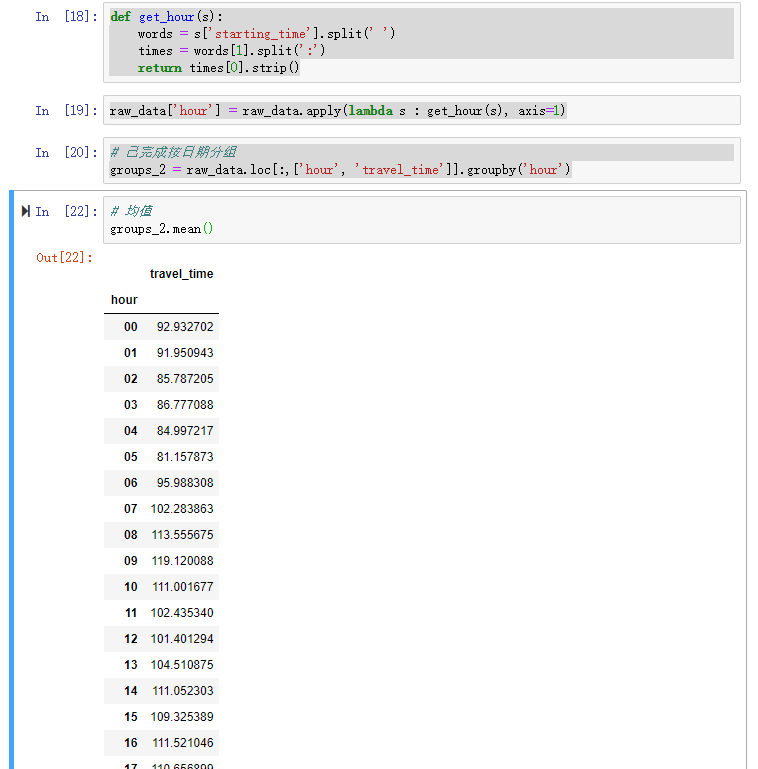 In [18]: def get_hour(s):
words = s['starting_time'].split(' ')
times = words[1].split(':')
return times[0].strip()
In [19]: raw_data['hour'] = raw_data.apply(lambda s : get_hour(s), axis=1)
In [20]: # 已完成按日期分组
groups_2 = raw_data.loc[:,['hour', 'travel_time']].groupby('hour')
In [22]: # 均值
groups_2.mean()
Out[22]:
travel_time
hour
00 92.932702
01 91.950943
02 85.787205
03 86.777088
04 84.997217
05 81.157873
06 95.988308
07 102.283863
08 113.555675
09 119.120088
10 111.001677
11 102.435340
12 101.401294
13 104.510875
14 111.052303
15 109.325389
16 111.521046
17 110.656899